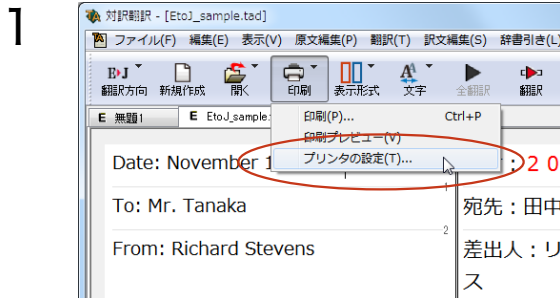 1
対訳翻訳 - [EtoJ_sample.tad]
ファイル(F) 編集(E) 表示(V) 原文編集(P) 翻訳(T) 訳文編集(S) 辞書引き(L)
E▸J
翻訳方向 新規作成 開く 印刷 表示形式 文字 全翻訳 翻訳
E 無題1 E EtoJ_sample.
印刷(P)... Ctrl+P
印刷プレビュー(V)
プリンタの設定(T)...
Date: November 1
: 2 0
1
To: Mr. Tanaka
宛先：田中
2
From: Richard Stevens
差出人：リ
ス